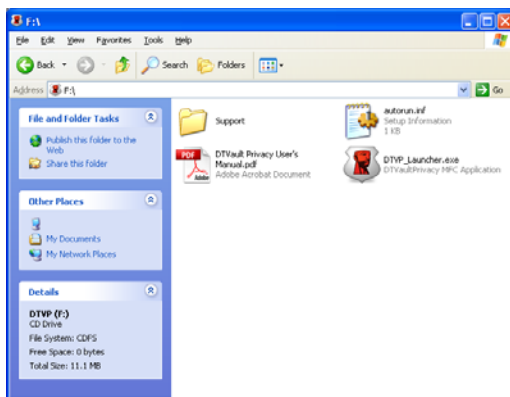 F:\
File Edit View Favorites Tools Help
Back Search Folders
Address F:\ Go
File and Folder Tasks
Publish this folder to the
Web
Share this folder
Other Places
My Documents
My Network Places
Details
DTVP (F:)
CD Drive
File System: CDFS
Free Space: 0 bytes
Total Size: 11.1 MB
Support
autorun.inf
Setup Information
1 KB
PDF
Adobe
DTVault Privacy User's
Manual.pdf
Adobe Acrobat Document
DTVP_Launcher.exe
DTVaultPrivacy MFC Application